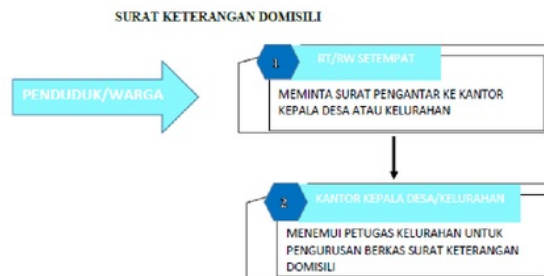 SURAT KETERANGAN DOMISILI
PENDUDUK/WARGA
1
RT/RW SETEMPAT
MEMINTA SURAT PENGANTAR KE KANTOR
KEPALA DESA ATAU KELURAHAN
2
KANTOR KEPALA DESA/KELURAHAN
MENEMUI PETUGAS KELURAHAN UNTUK
PENGURUSAN BERKAS SURAT KETERANGAN
DOMISILI